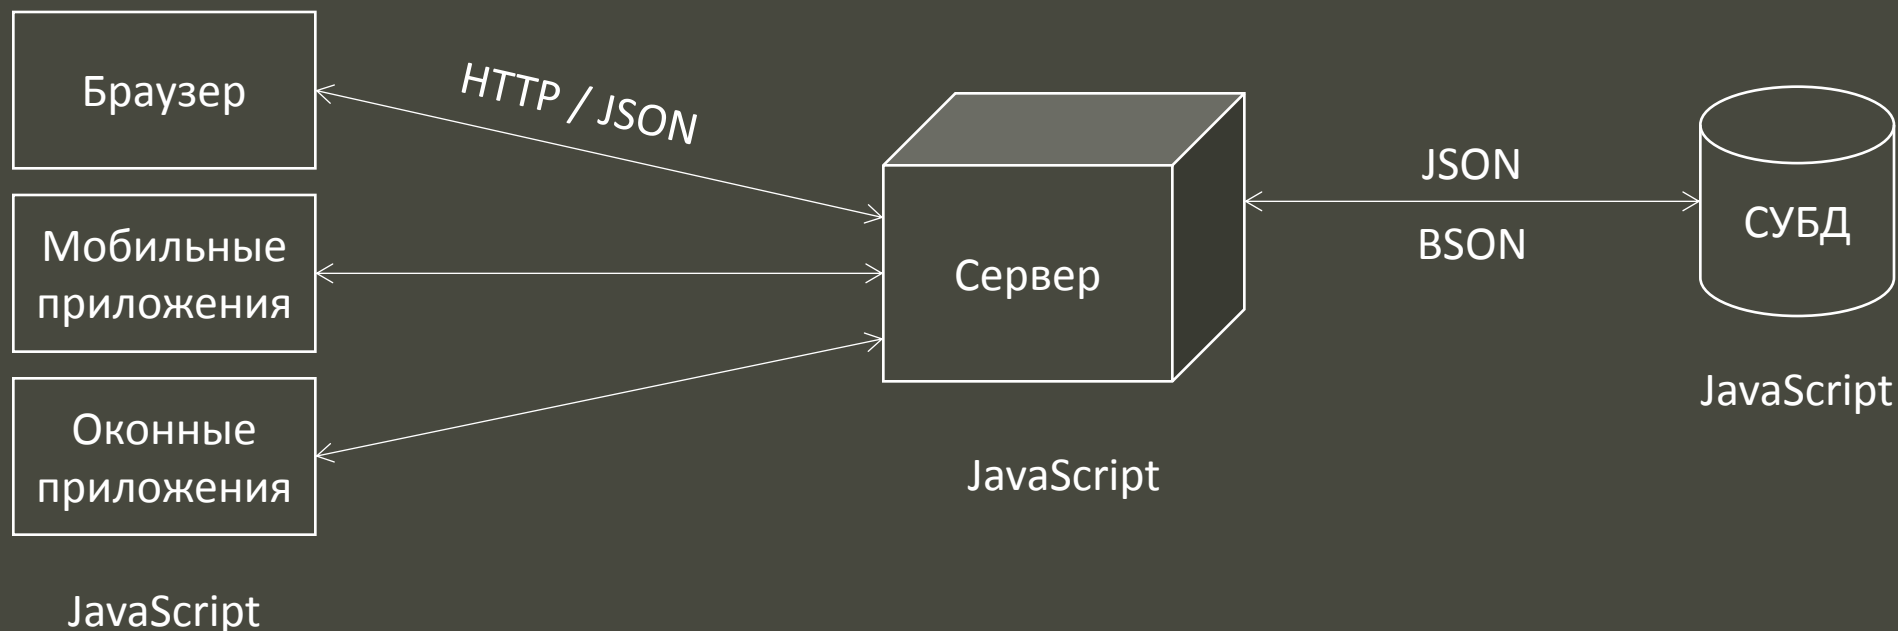 Браузер
HTTP / JSON
Мобильные
приложения
Оконные
приложения
JavaScript
Сервер
JavaScript
JSON
BSON
СУБД
JavaScript